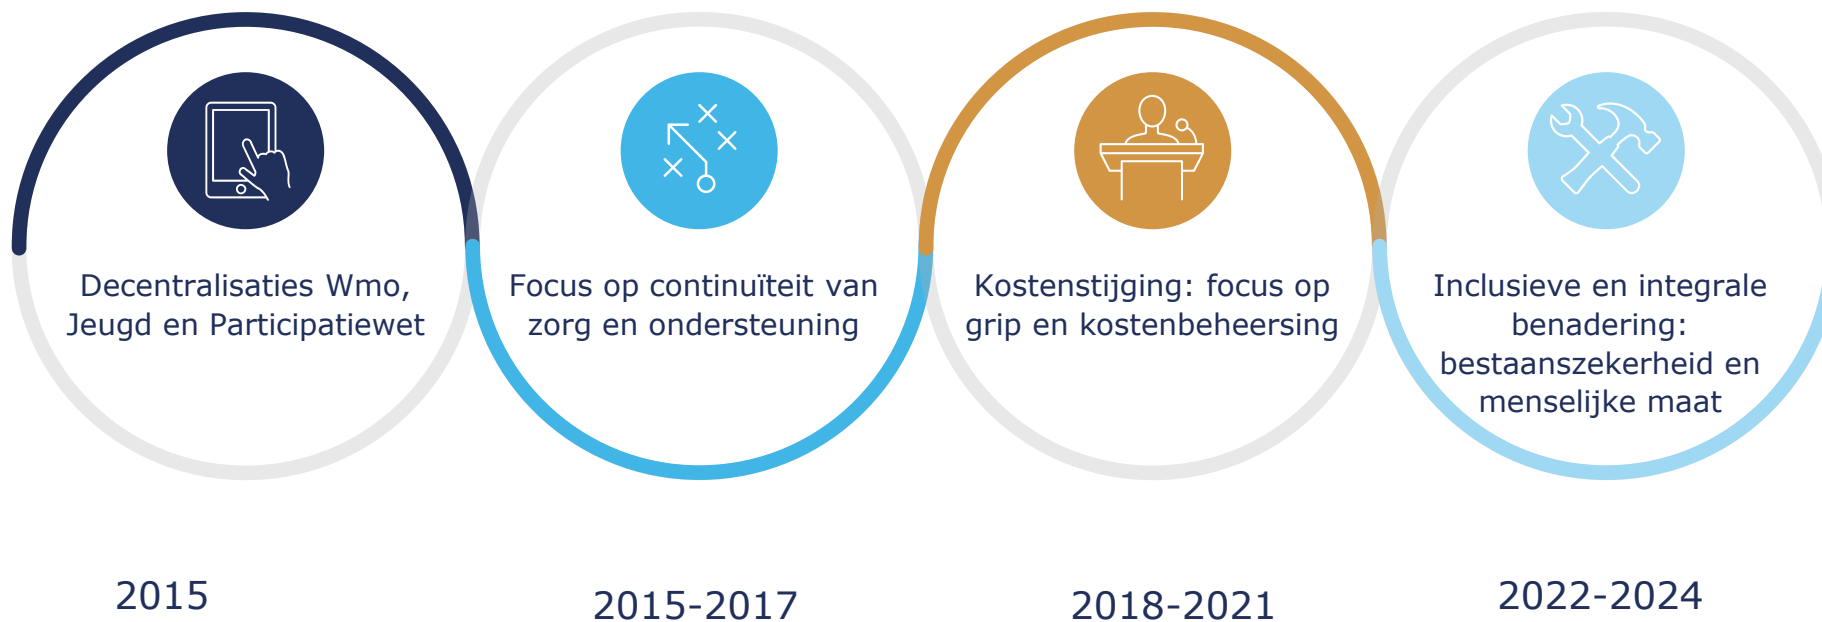 Decentralisaties Wmo,
Jeugd en Participatiewet
Focus op continuïteit van
zorg en ondersteuning
Kostenstijging: focus op
grip en kostenbeheersing
Inclusieve en integrale
benadering:
bestaanszekerheid en
menselijke maat
2015
2015-2017
2018-2021
2022-2024